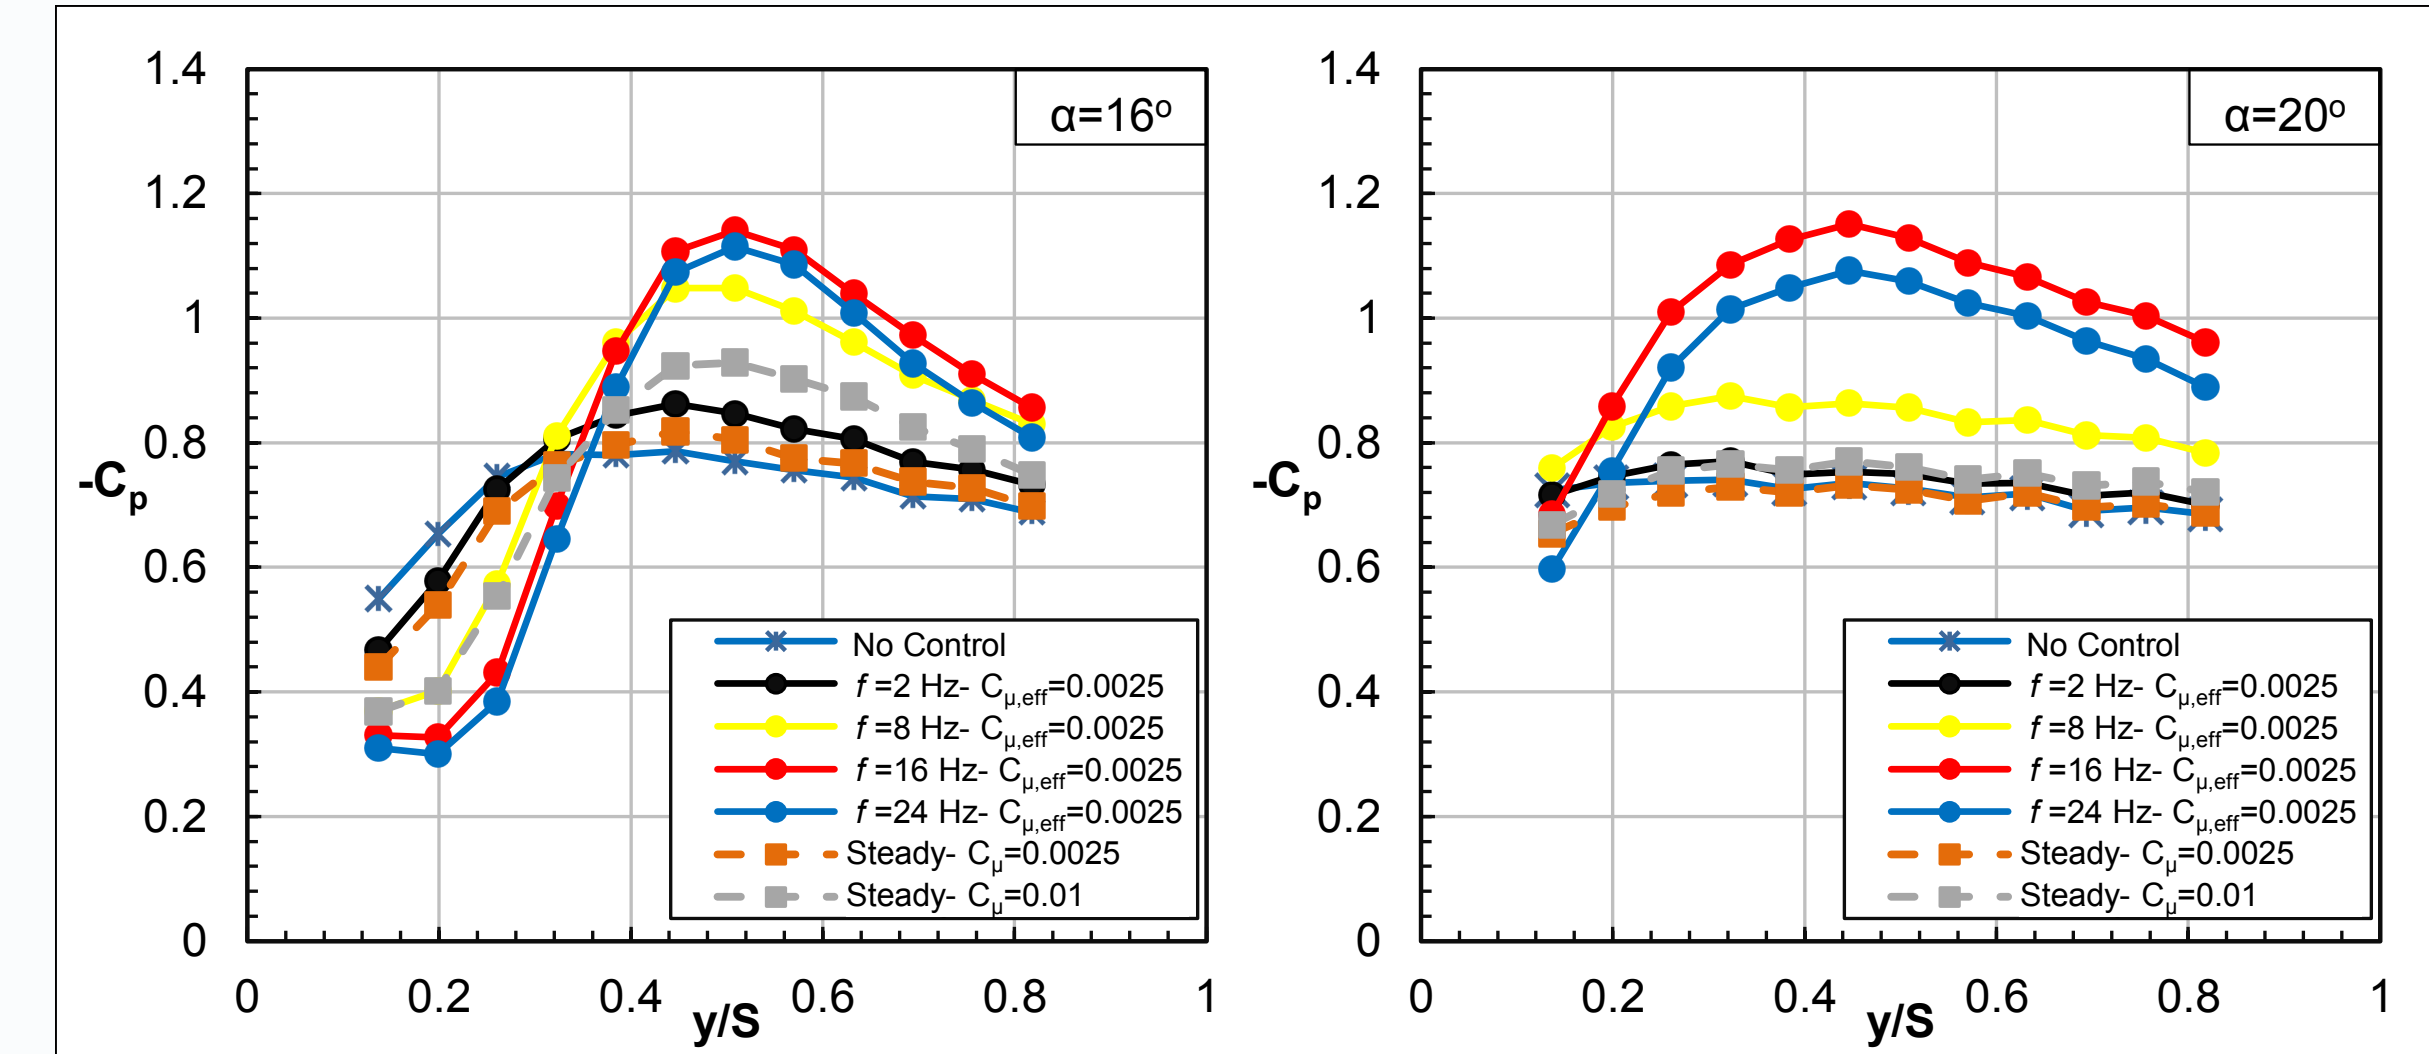 1.4
1.2
1
0.8
0.6
0.4
0.2
0
-Cp
α=16º
No Control
f =2 Hz- Cμ,eff=0.0025
f =8 Hz- Cμ,eff=0.0025
f =16 Hz- Cμ,eff=0.0025
f =24 Hz- Cμ,eff=0.0025
Steady- Cμ=0.0025
Steady- Cμ=0.01
0 0.2 0.4 0.6 0.8 1
y/S
1.4
1.2
1
0.8
0.6
0.4
0.2
0
-Cp
α=20º
No Control
f =2 Hz- Cμ,eff=0.0025
f =8 Hz- Cμ,eff=0.0025
f =16 Hz- Cμ,eff=0.0025
f =24 Hz- Cμ,eff=0.0025
Steady- Cμ=0.0025
Steady- Cμ=0.01
0 0.2 0.4 0.6 0.8 1
y/S